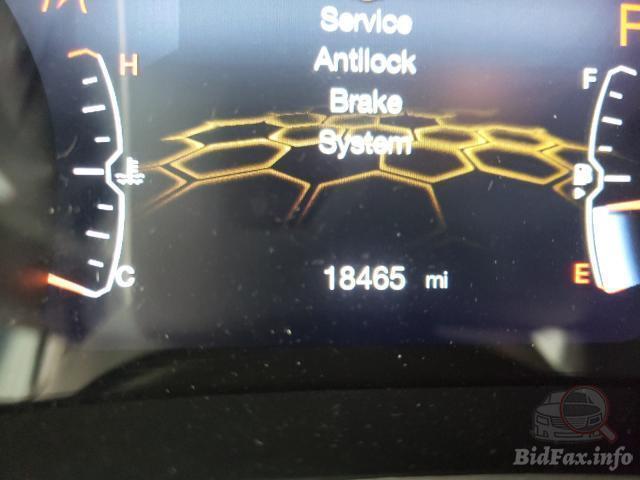 Service
Antilock
Brake
System
H
F
C
18465 mi
E
P
BidFax.info